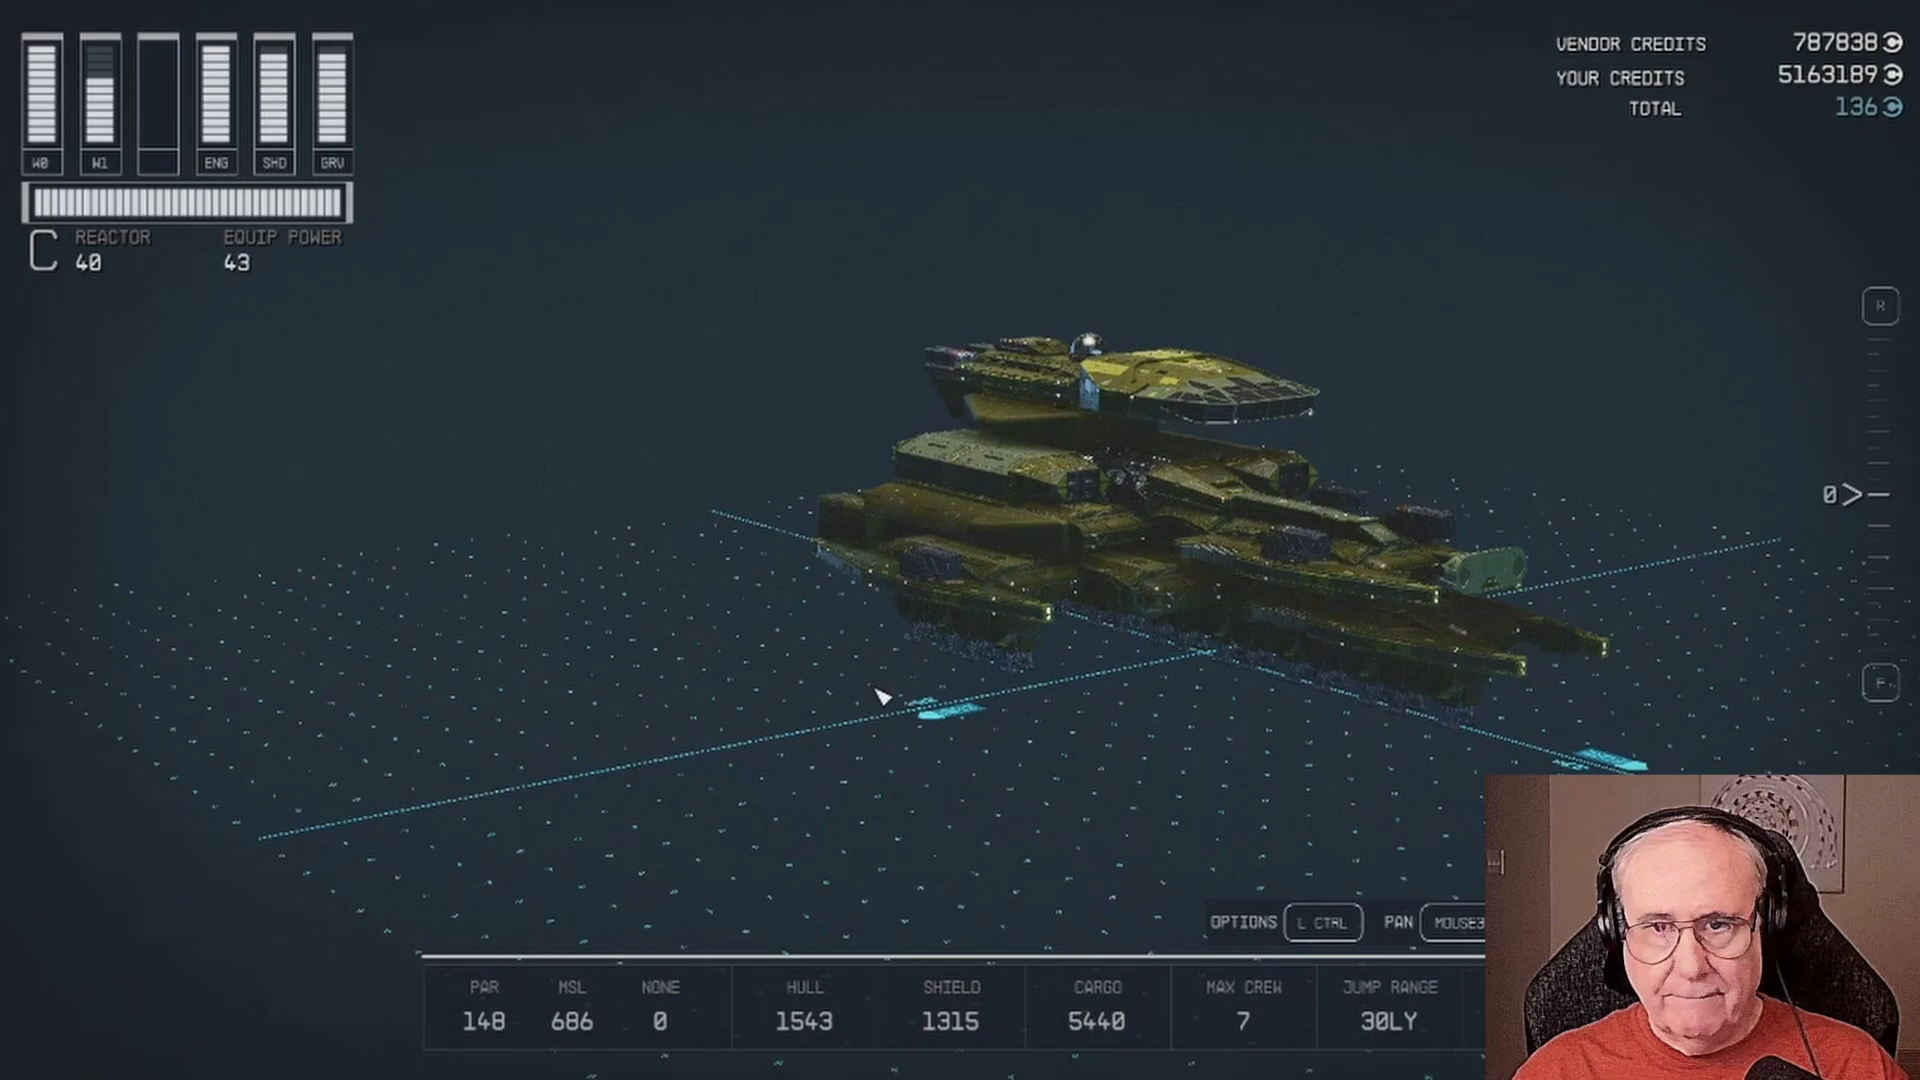 W0 W1 ENG SHD GRV
C REACTOR EQUIP POWER
40 43
VENDOR CREDITS 787838
YOUR CREDITS 5163189
TOTAL 136
R
0
F
OPTIONS L CTRL PAN MOUSE3
PAR MSL NONE HULL SHIELD CARGO MAX CREW JUMP RANGE
148 686 0 1543 1315 5440 7 30LY